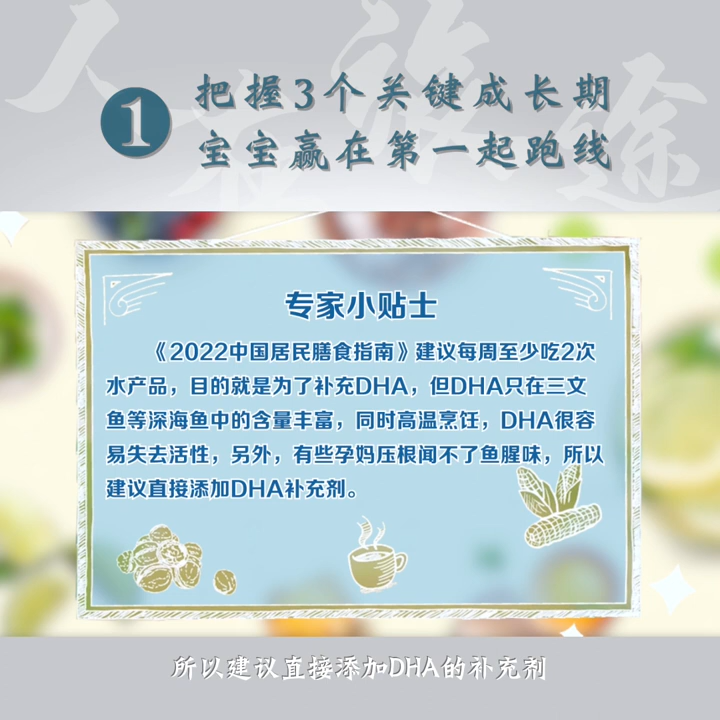 人 旅 途
1
把握3个关键成长期
宝宝赢在第一起跑线
专家小贴士
《2022中国居民膳食指南》建议每周至少吃2次
水产品，目的就是为了补充DHA，但DHA只在三文
鱼等深海鱼中的含量丰富，同时高温烹饪，DHA很容
易失去活性，另外，有些孕妈压根闻不了鱼腥味，所以
建议直接添加DHA补充剂。
所以建议直接添加DHA的补充剂